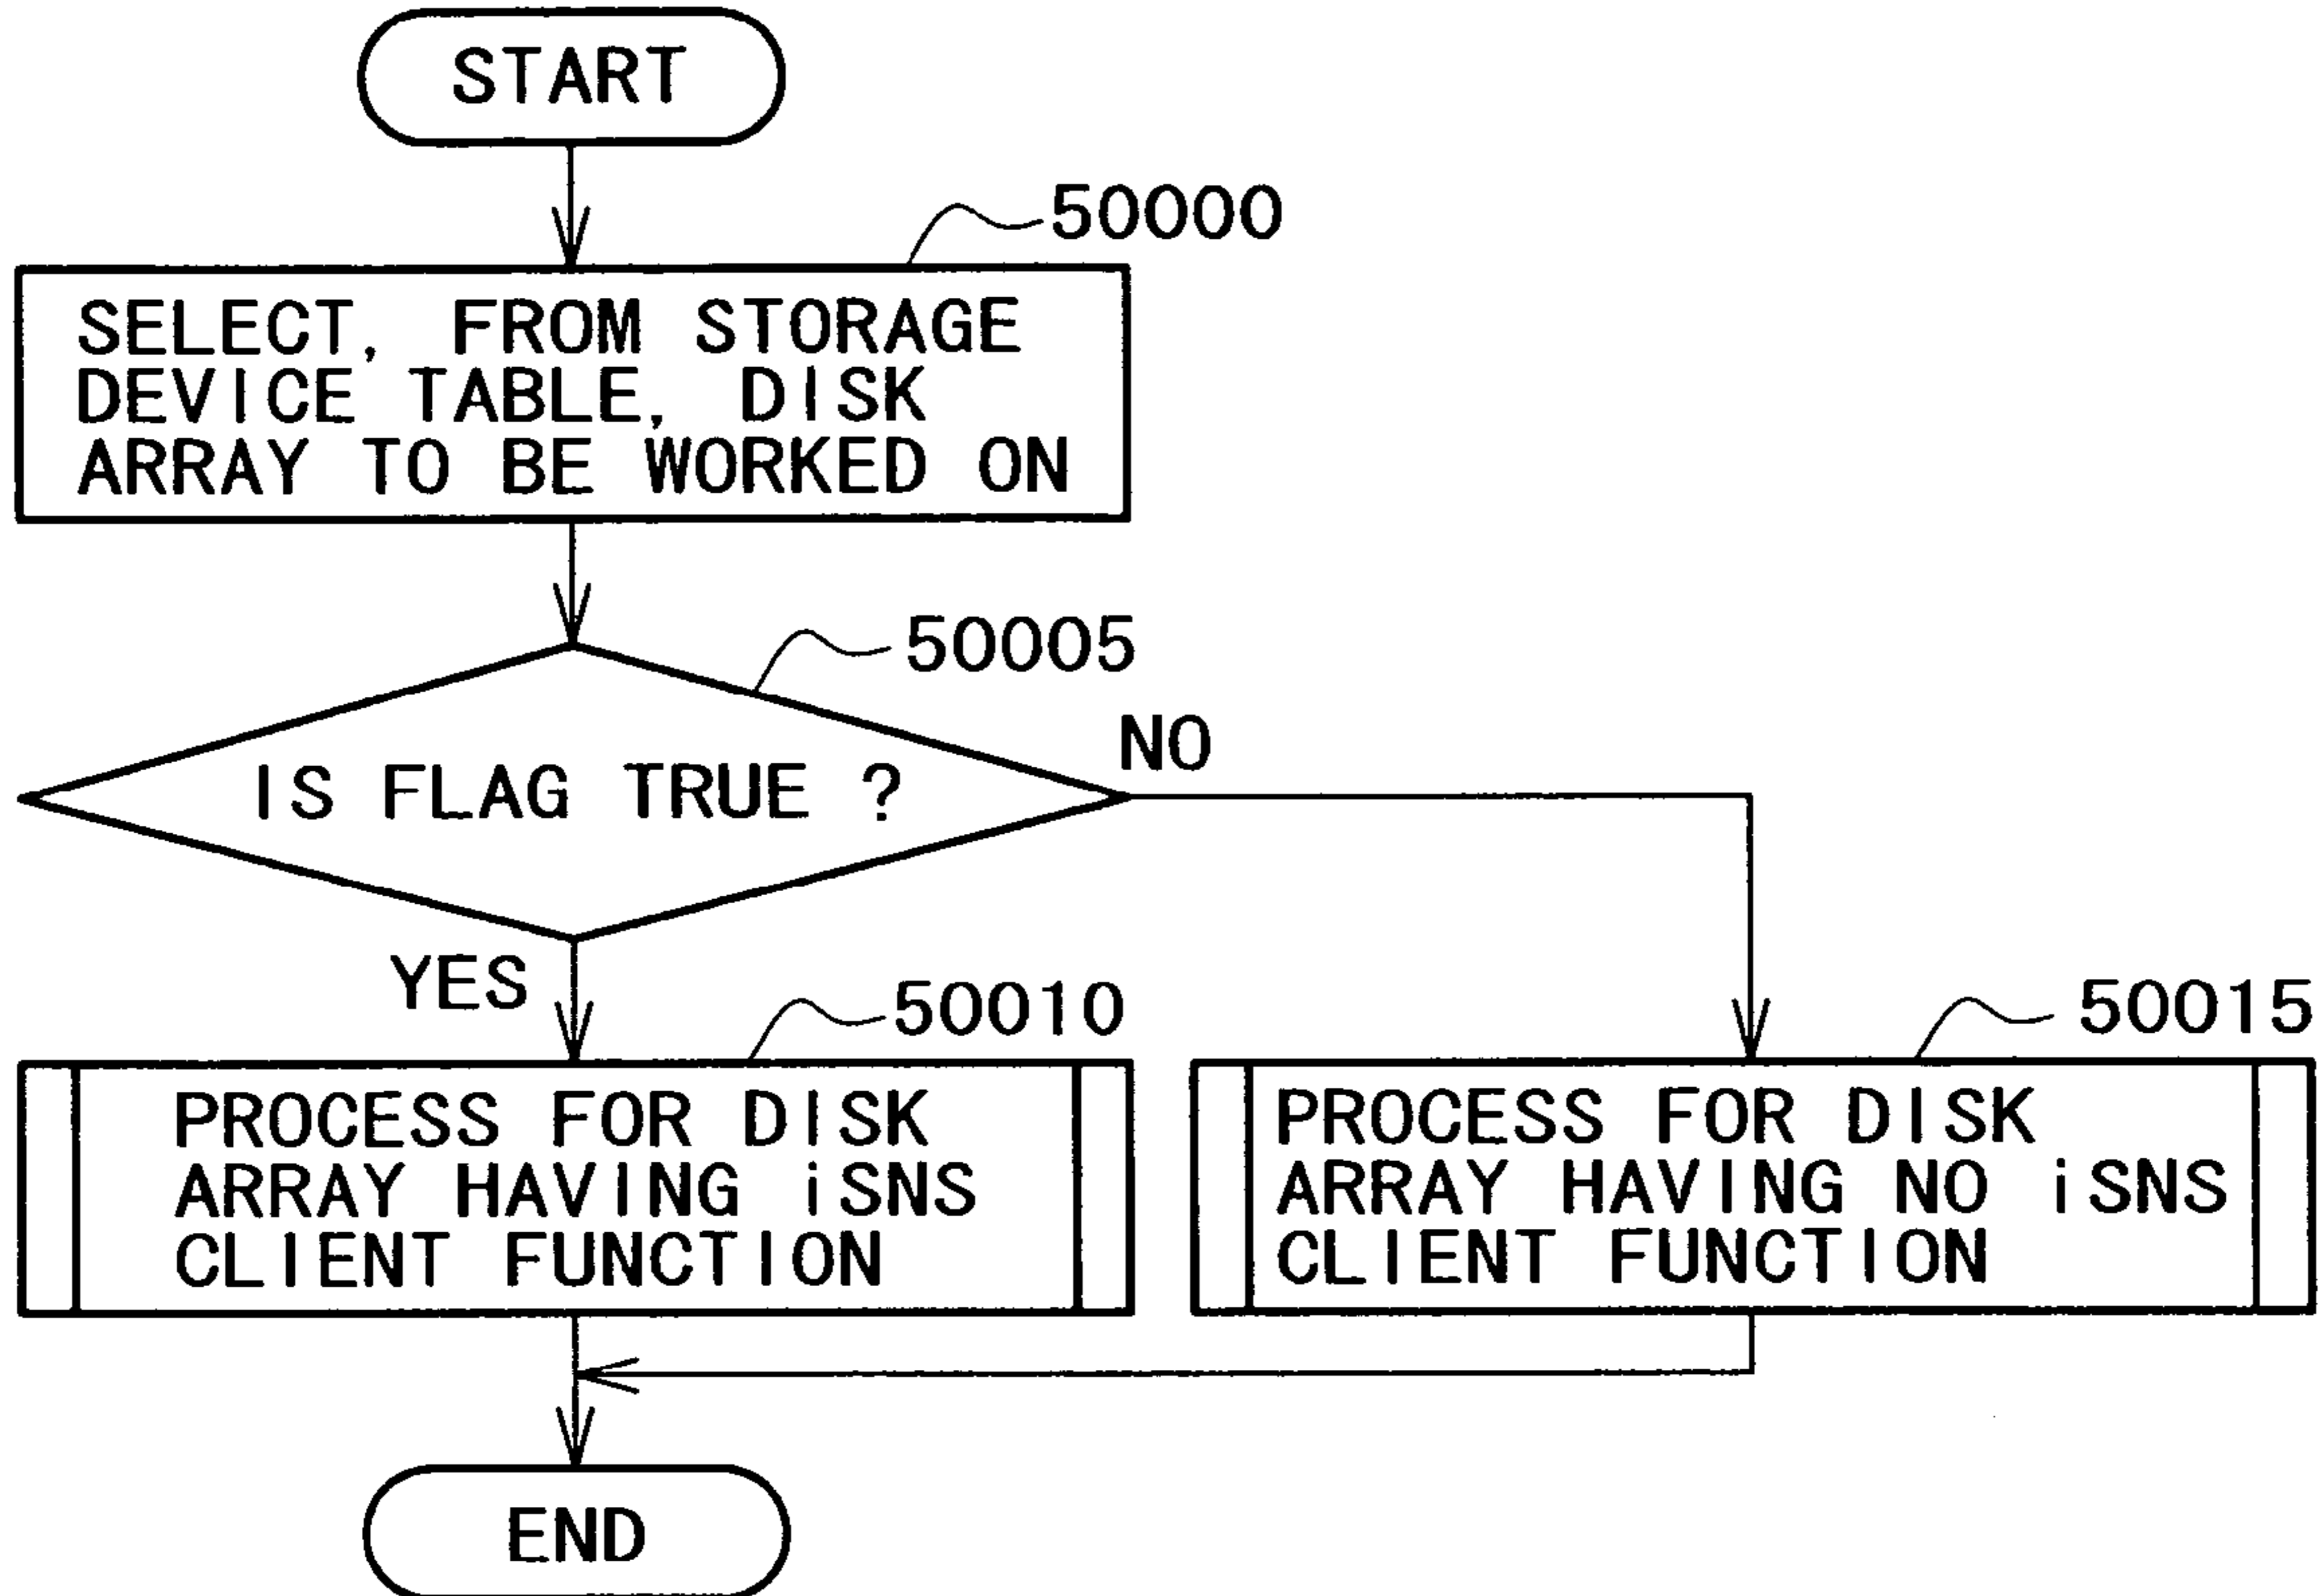 START
50000
SELECT, FROM STORAGE
DEVICE TABLE, DISK
ARRAY TO BE WORKED ON
50005
IS FLAG TRUE ?
NO
YES
50010
PROCESS FOR DISK
ARRAY HAVING iSNS
CLIENT FUNCTION
50015
PROCESS FOR DISK
ARRAY HAVING NO iSNS
CLIENT FUNCTION
END